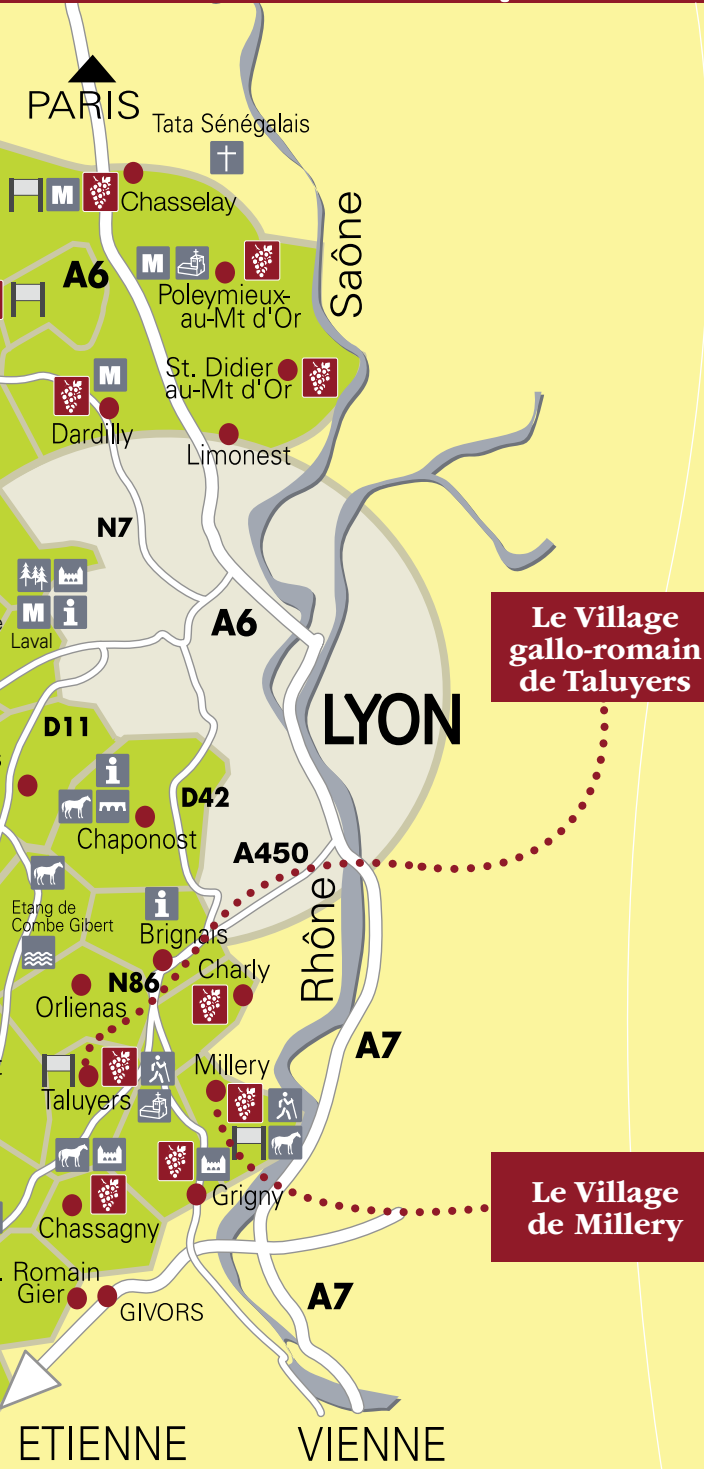 PARIS
Tata Sénégalais
M
Chasselay
Saône
A6
M
Poleymieux-
au-Mt d'Or
M
St. Didier
au-Mt d'Or
Dardilly
Limonest
N7
M i
Laval
A6
Le Village
gallo-romain
de Taluyers
LYON
D11
i
D42
Chaponost
A450
Etang de
Combe Gibert
i
Brignais
Rhône
Charly
N86
Orlienas
A7
Millery
Taluyers
Chassagny
Grigny
Le Village
de Millery
. Romain
Gier
GIVORS
A7
ETIENNE
VIENNE